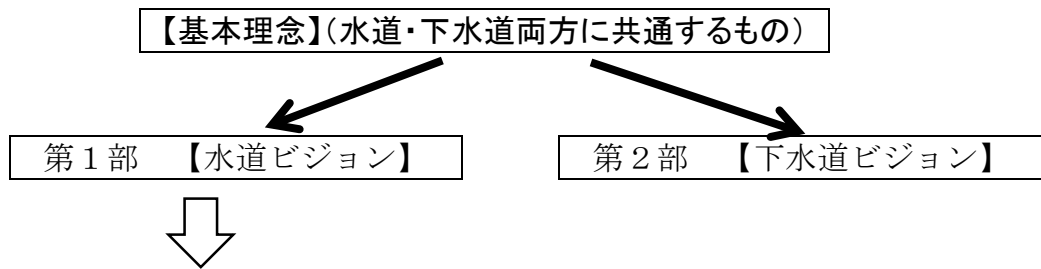 【基本理念】（水道・下水道両方に共通するもの）
第１部　【水道ビジョン】
第２部　【下水道ビジョン】